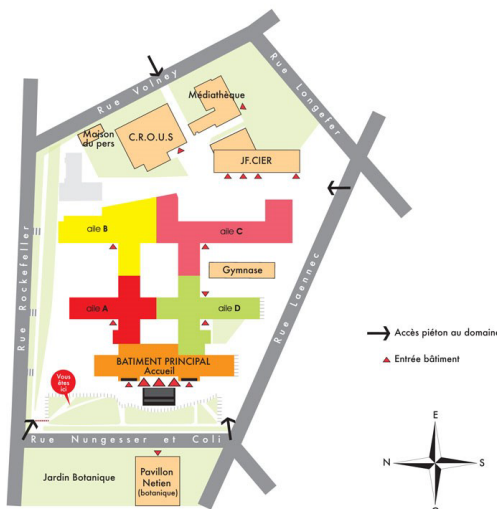 Rue Volney
Rue Longefer
Médiathèque
Maison
du pers
C.R.O.U.S
JF.CIER
aile B
aile C
Gymnase
Rue Rockefeller
Rue Laennec
aile A
aile D
Accès piéton au domaine
Entrée bâtiment
BATIMENT PRINCIPAL
Accueil
Vous
êtes
ici
Rue Nungesser et Coli
Jardin Botanique
Pavillon
Netien
(botanique)
E
N
S